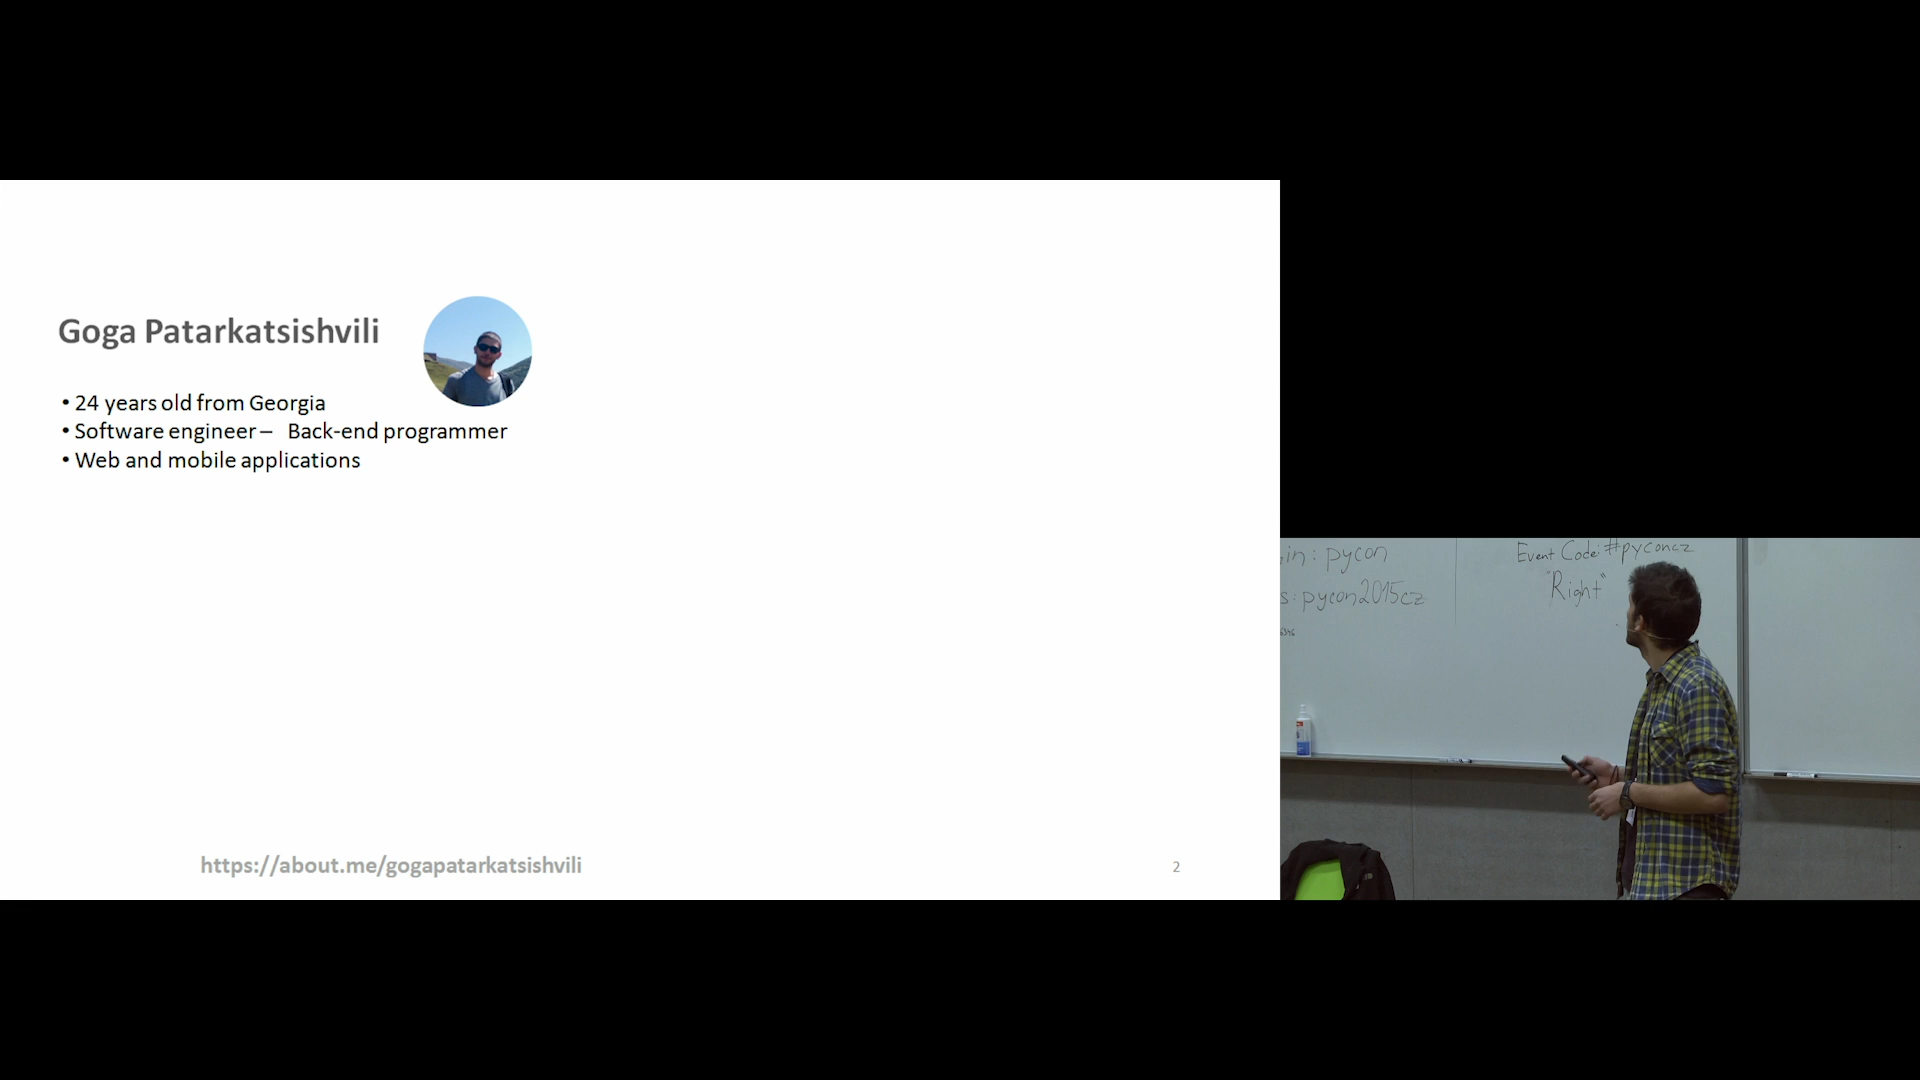 Goga Patarkatsishvili
• 24 years old from Georgia
• Software engineer – Back-end programmer
• Web and mobile applications
https://about.me/gogapatarkatsishvili
2
in: pycon
s: pycon2015cz
Event Code: #pyconcz
"Right"